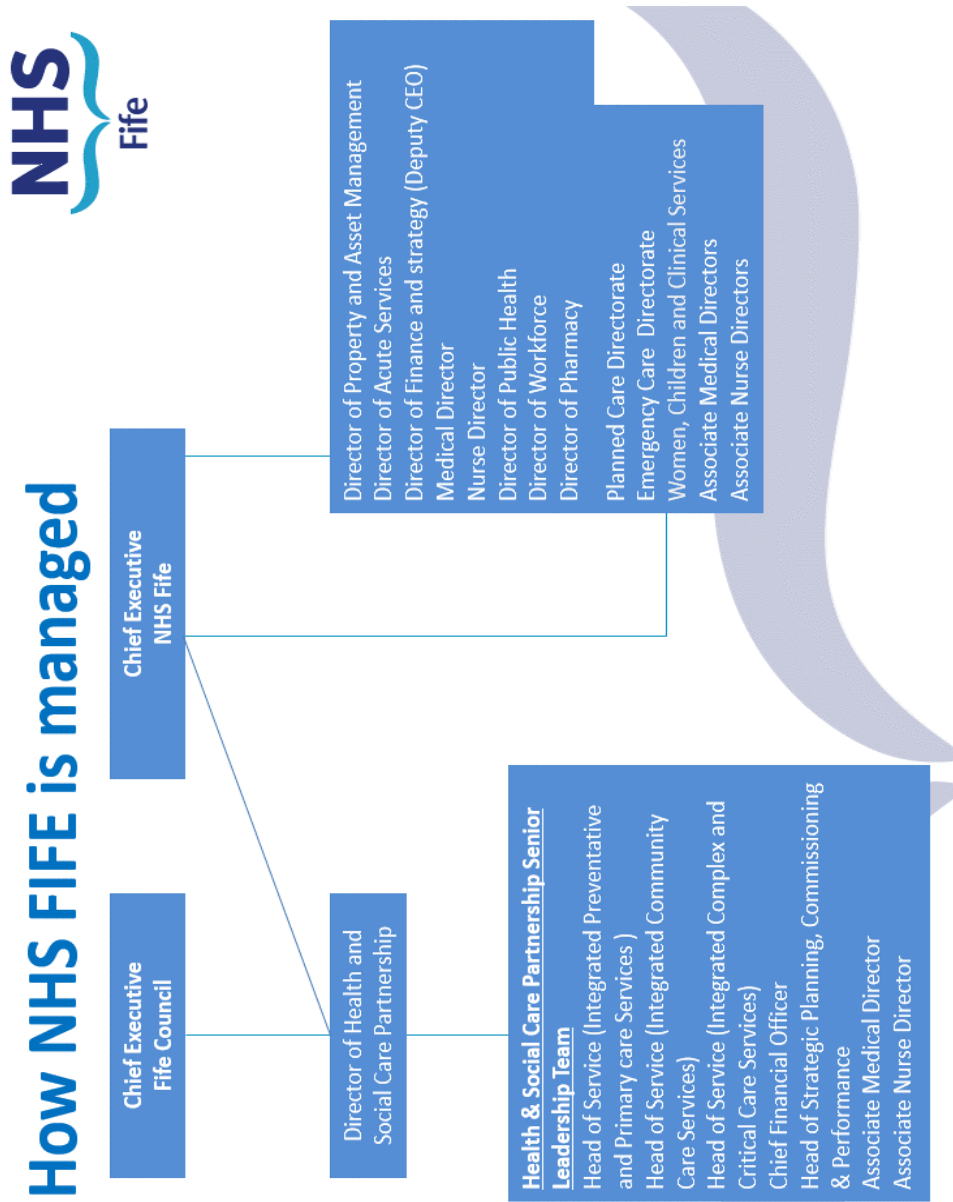 How NHS FIFE is managed
NHS
Fife
Chief Executive
Fife Council
Chief Executive
NHS Fife
Director of Health and
Social Care Partnership
Health & Social Care Partnership Senior
Leadership Team
Head of Service (Integrated Preventative
and Primary care Services )
Head of Service (Integrated Community
Care Services)
Head of Service (Integrated Complex and
Critical Care Services)
Chief Financial Officer
Head of Strategic Planning, Commissioning
& Performance
Associate Medical Director
Associate Nurse Director
Director of Property and Asset Management
Director of Acute Services
Director of Finance and strategy (Deputy CEO)
Medical Director
Nurse Director
Director of Public Health
Director of Workforce
Director of Pharmacy
Planned Care Directorate
Emergency Care  Directorate
Women, Children and Clinical Services
Associate Medical Directors
Associate Nurse Directors